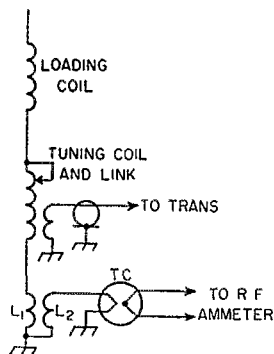 LOADING
COIL
TUNING COIL
AND LINK
TO TRANS
TC
TO R F
AMMETER
L1
L2